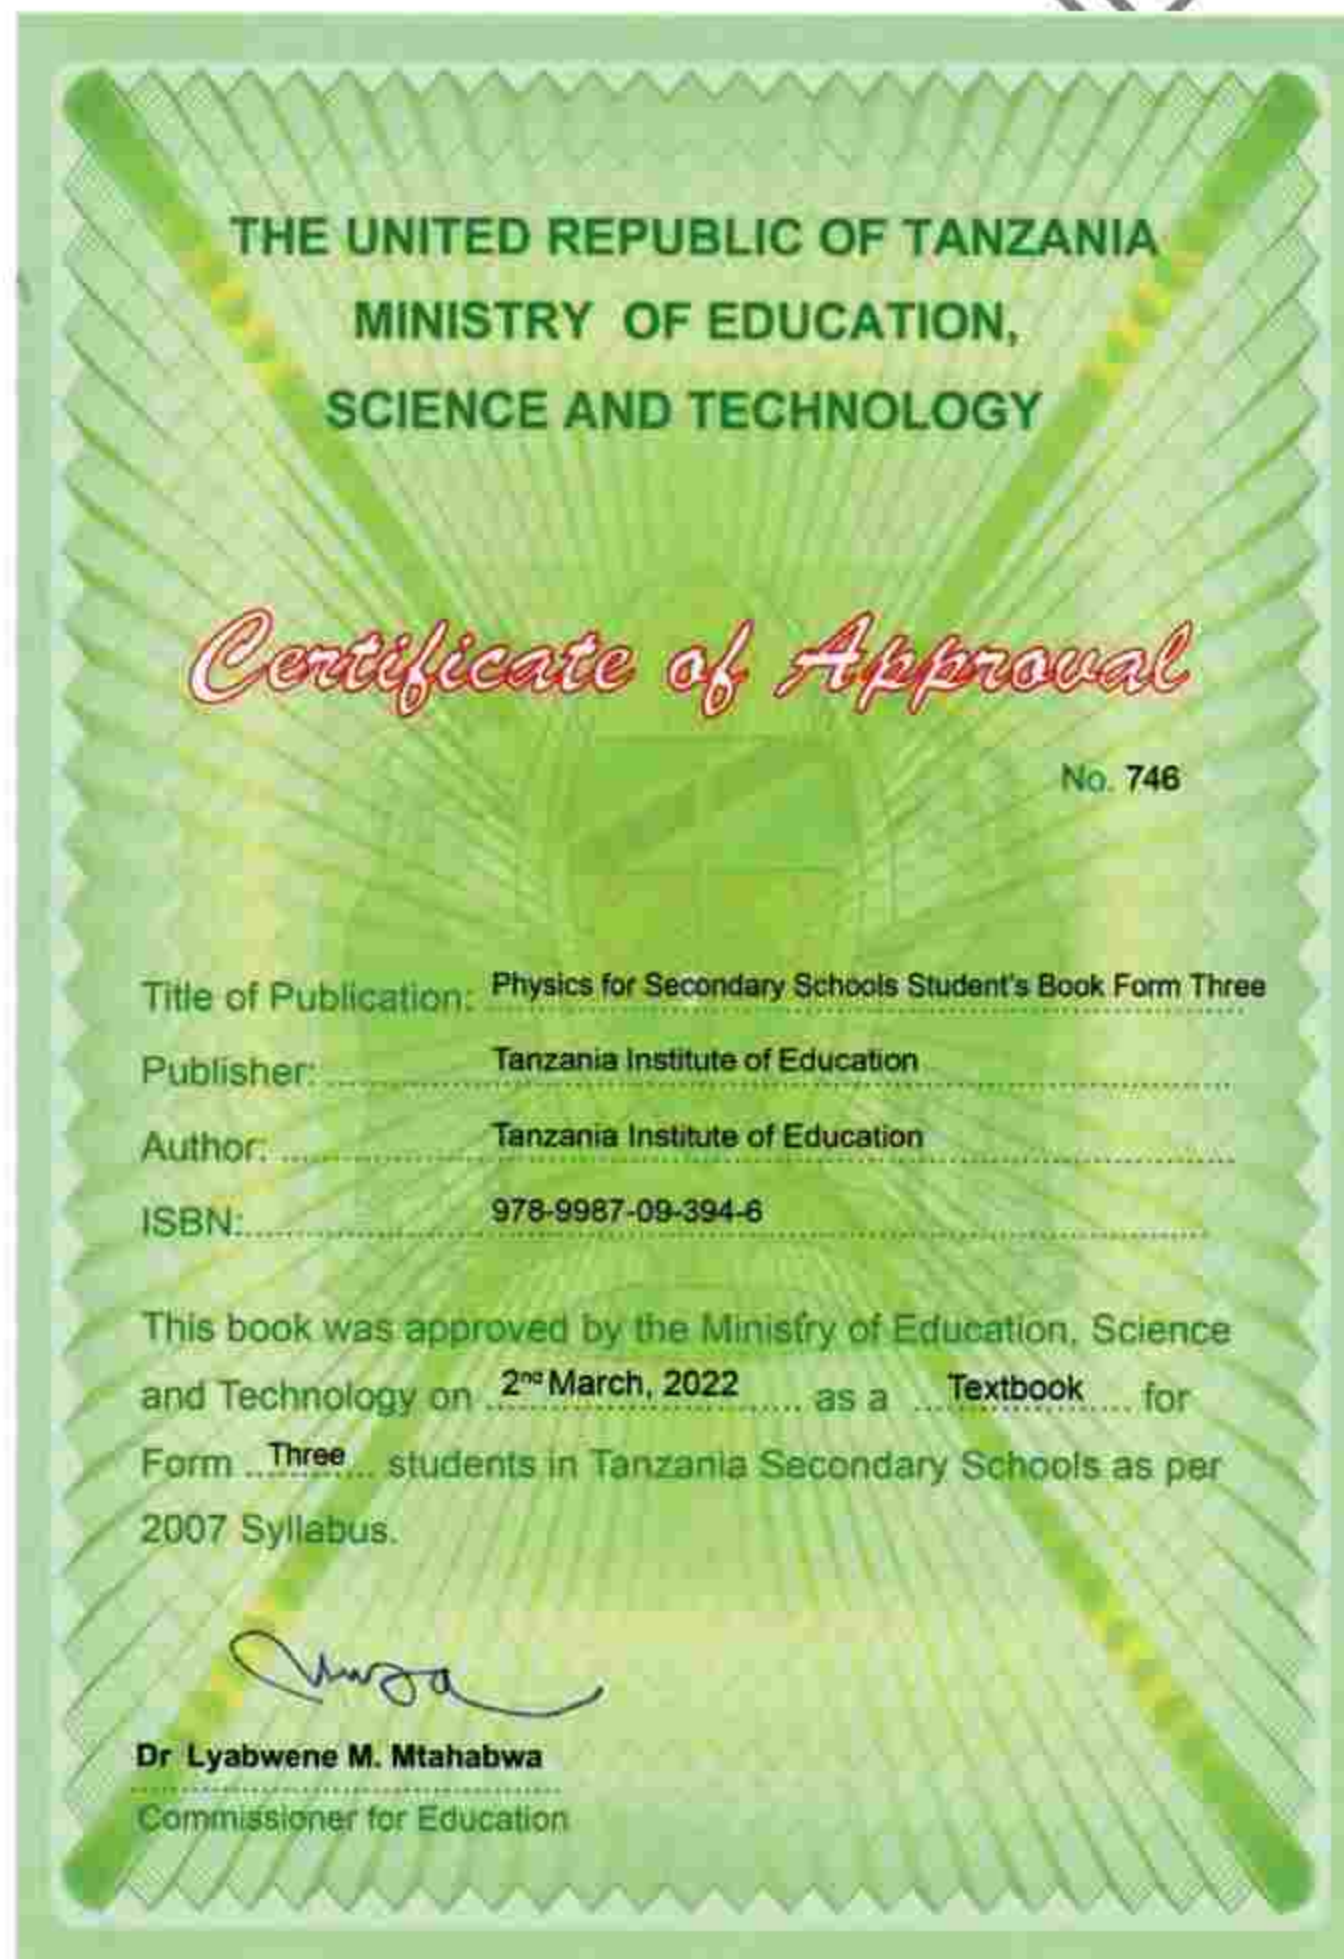 THE UNITED REPUBLIC OF TANZANIA
MINISTRY OF EDUCATION,
SCIENCE AND TECHNOLOGY
Certificate of Approval
No. 746
Title of Publication: Physics for Secondary Schools Student's Book Form Three
Publisher: Tanzania Institute of Education
Author: Tanzania Institute of Education
ISBN: 978-9987-09-394-6
This book was approved by the Ministry of Education, Science
and Technology on 2nd March, 2022 as a Textbook for
Form Three students in Tanzania Secondary Schools as per
2007 Syllabus.
Dr Lyabwene M. Mtahabwa
Commissioner for Education